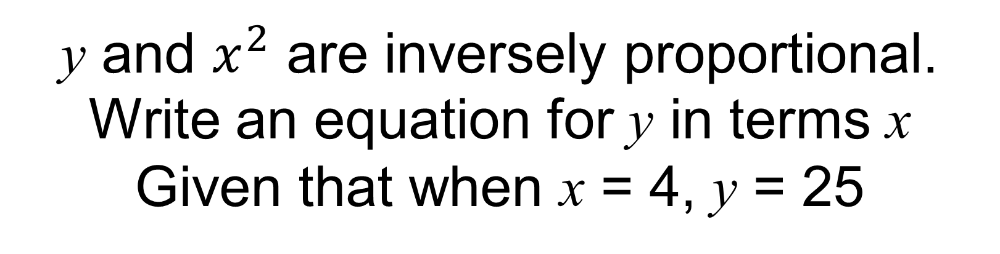 y and x² are inversely proportional.
Write an equation for y in terms x
Given that when x = 4, y = 25